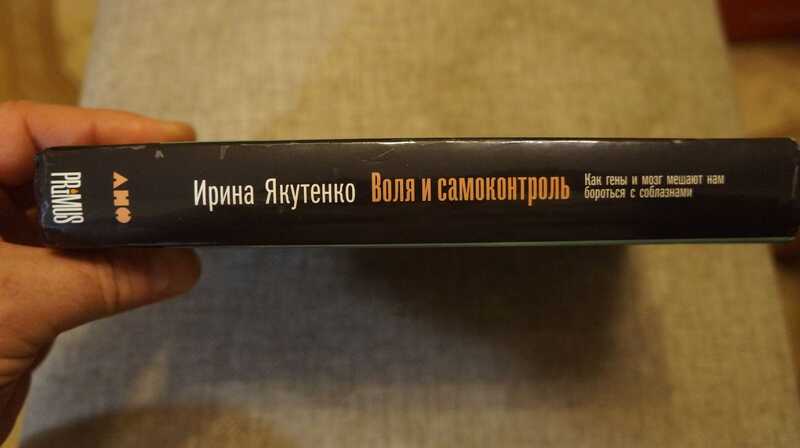 PRIMUS
АНФ
Ирина Якутенко
Воля и самоконтроль
Как гены и мозг мешают нам
бороться с соблазнами